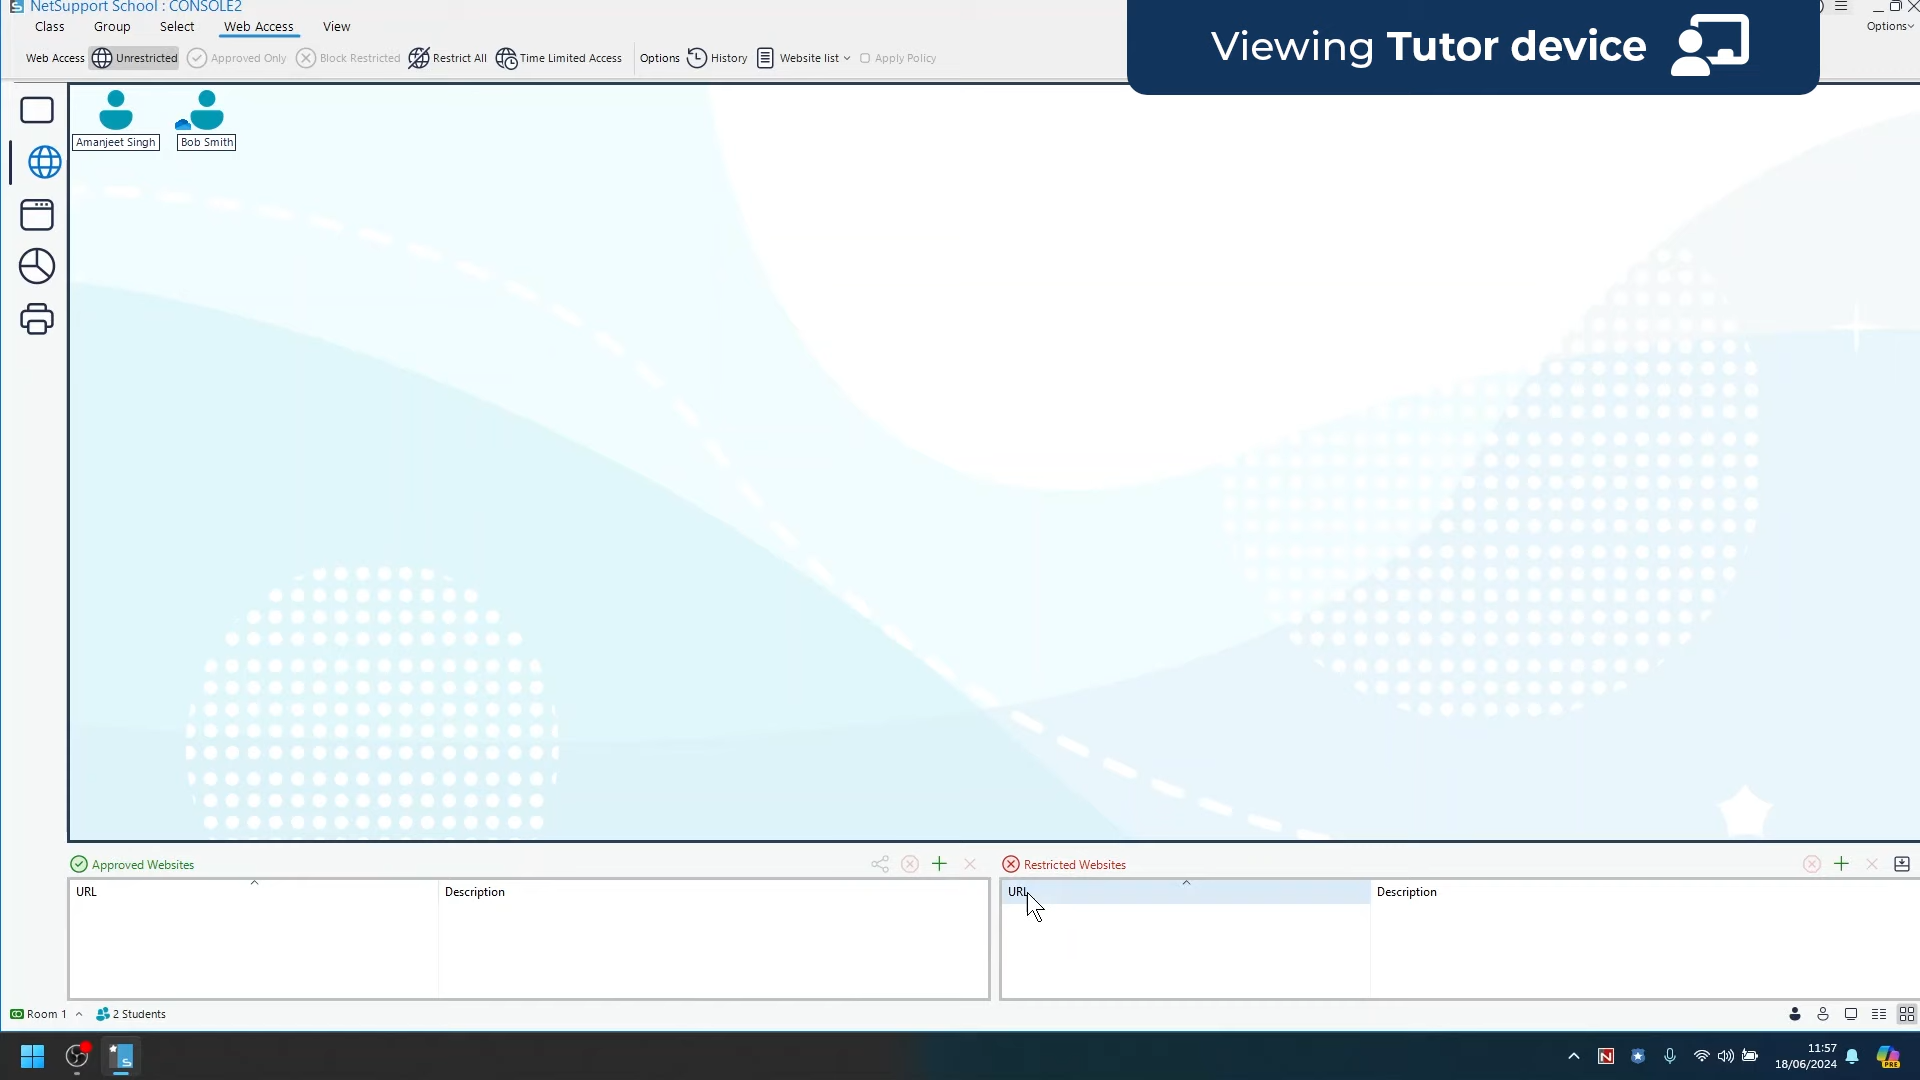 NetSupport School : CONSOLE2
Class Group Select Web Access View
Options
Web Access Unrestricted Approved Only Block Restricted Restrict All Time Limited Access Options History Website list Apply Policy
Viewing Tutor device
Amanjeet Singh Bob Smith
Approved Websites
URL Description
Restricted Websites
URL Description
Room 1 2 Students
11:57
18/06/2024